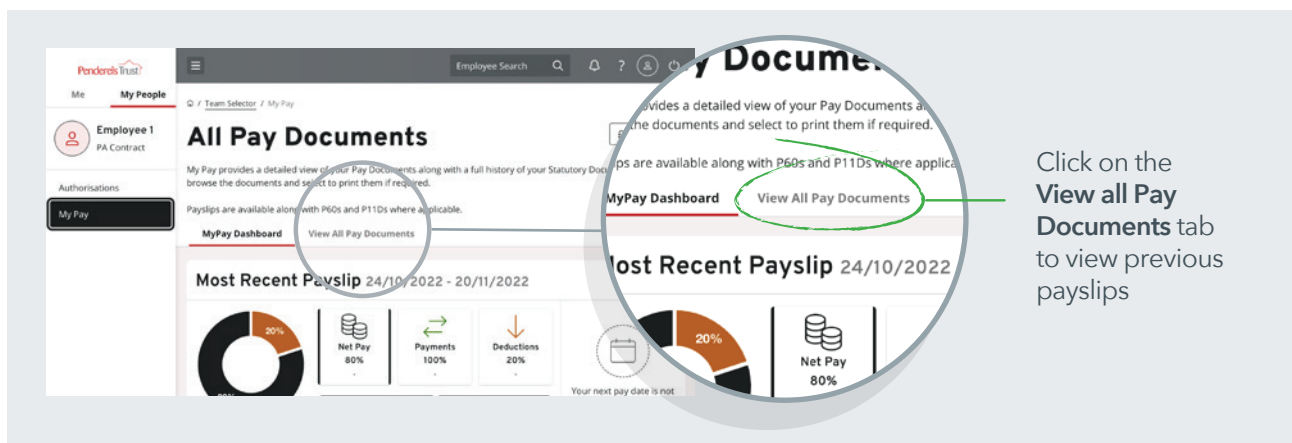 Penderels Trust
Me My People
Employee 1
PA Contract
Authorisations
My Pay
Employee Search
?
/ Team Selector / My Pay
All Pay Documents
My Pay provides a detailed view of your Pay Documents along with a full history of your Statutory Doc
browse the documents and select to print them if required.
Payslips are available along with P60s and P11Ds where applicable.
MyPay Dashboard View All Pay Documents
Most Recent Payslip 24/10/2022 - 20/11/2022
20%
Net Pay
80%
Payments
100%
Deductions
20%
Your next pay date is not
y Docume
ovides a detailed view of your Pay Documents a
the documents and select to print them if required.
ips are available along with P60s and P11Ds where applica
MyPay Dashboard View All Pay Documents
ost Recent Payslip 24/10/2022
20%
Net Pay
80%
Click on the
View all Pay
Documents tab
to view previous
payslips